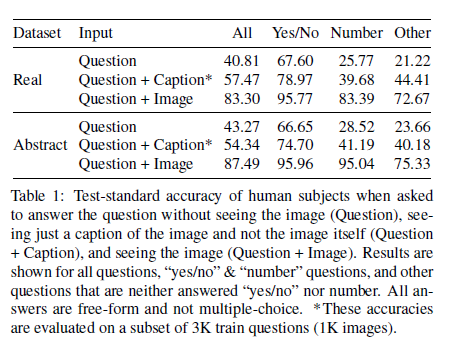 Dataset Input All Yes/No Number Other
Question 40.81 67.60 25.77 21.22
Real Question + Caption* 57.47 78.97 39.68 44.41
Question + Image 83.30 95.77 83.39 72.67
Question 43.27 66.65 28.52 23.66
Abstract Question + Caption* 54.34 74.70 41.19 40.18
Question + Image 87.49 95.96 95.04 75.33
Table 1: Test-standard accuracy of human subjects when asked
to answer the question without seeing the image (Question), see-
ing just a caption of the image and not the image itself (Question
+ Caption), and seeing the image (Question + Image). Results are
shown for all questions, “yes/no” & “number” questions, and other
questions that are neither answered “yes/no” nor number. All an-
swers are free-form and not multiple-choice. *These accuracies
are evaluated on a subset of 3K train questions (1K images).